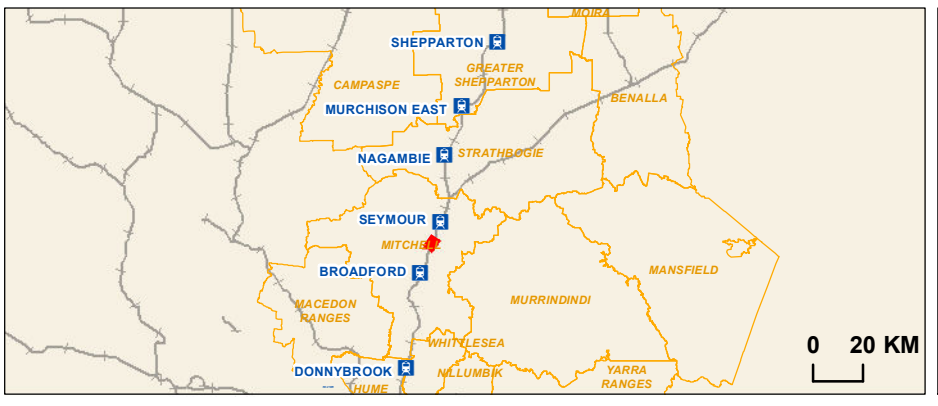 MOIRA
SHEPPARTON
GREATER
SHEPPARTON
CAMPASPE
BENALLA
MURCHISON EAST
NAGAMBIE
STRATHBOGIE
SEYMOUR
MITCHELL
BROADFORD
MANSFIELD
MURRINDINDI
MACEDON
RANGES
WHITTLESEA
0 20 KM
DONNYBROOK
NILLUMBIK
YARRA
RANGES
HUME